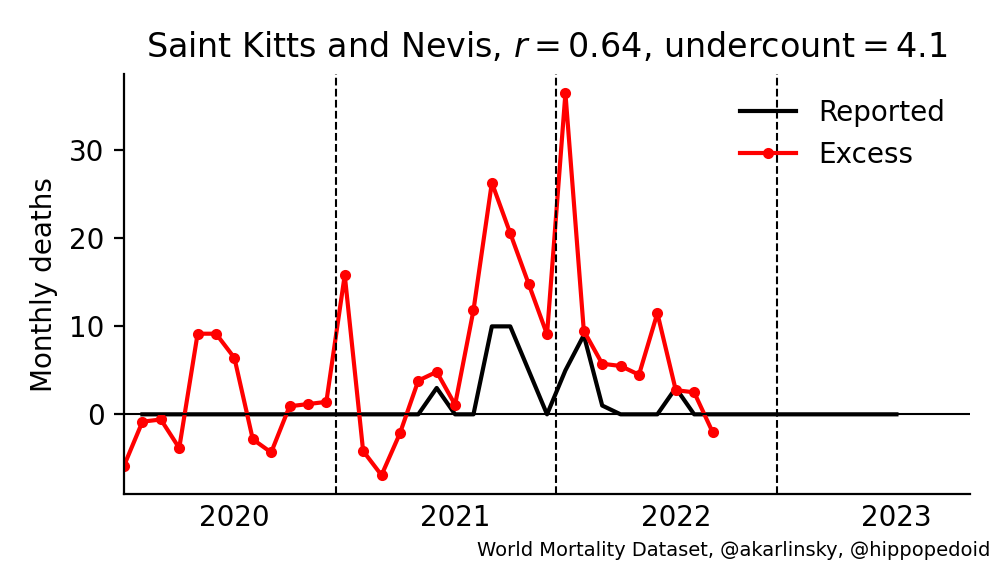 Saint Kitts and Nevis, r = 0.64, undercount = 4.1
Monthly deaths
30
20
10
0
Reported
Excess
2020
2021
2022
2023
World Mortality Dataset, @akarlinsky, @hippopedoid